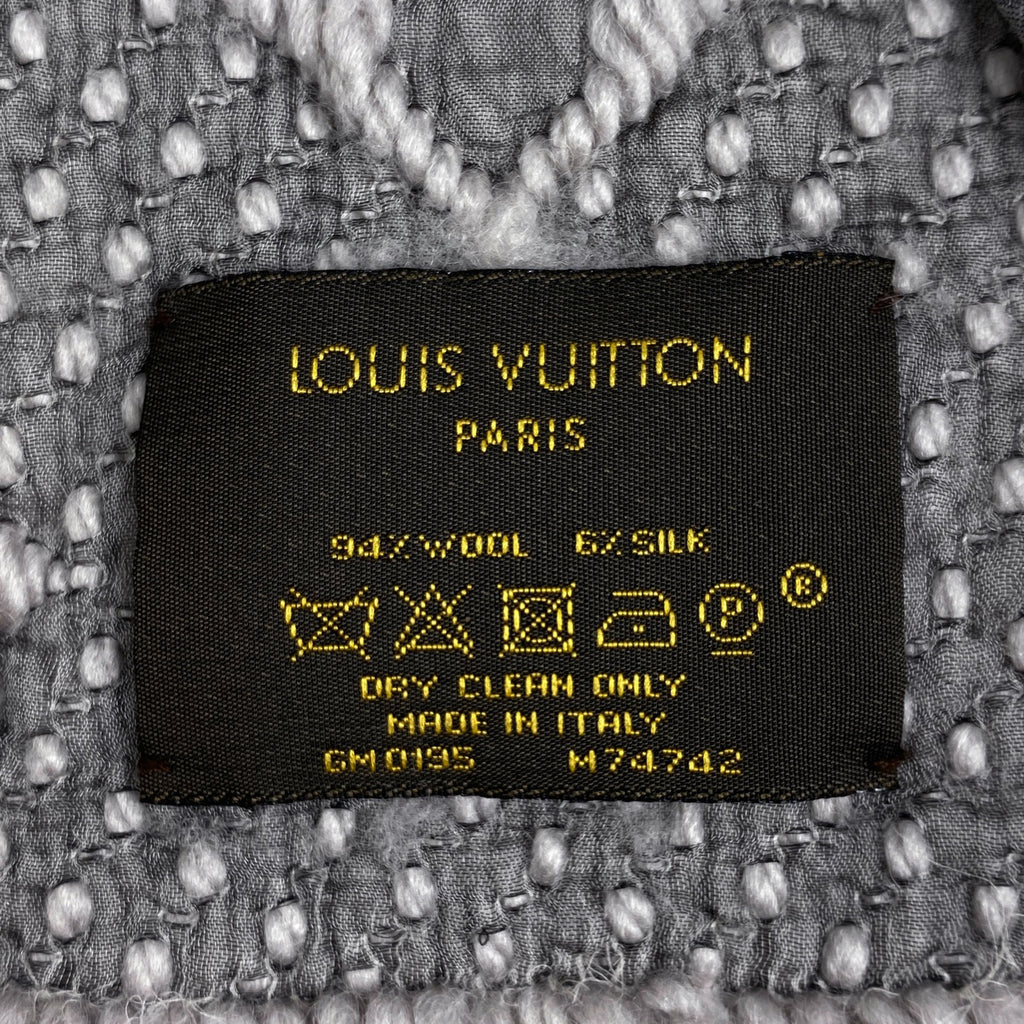 LOUIS VUITTON
PARIS
94% WOOL 6% SILK
P ®
DRY CLEAN ONLY
MADE IN ITALY
GM0195 M74742